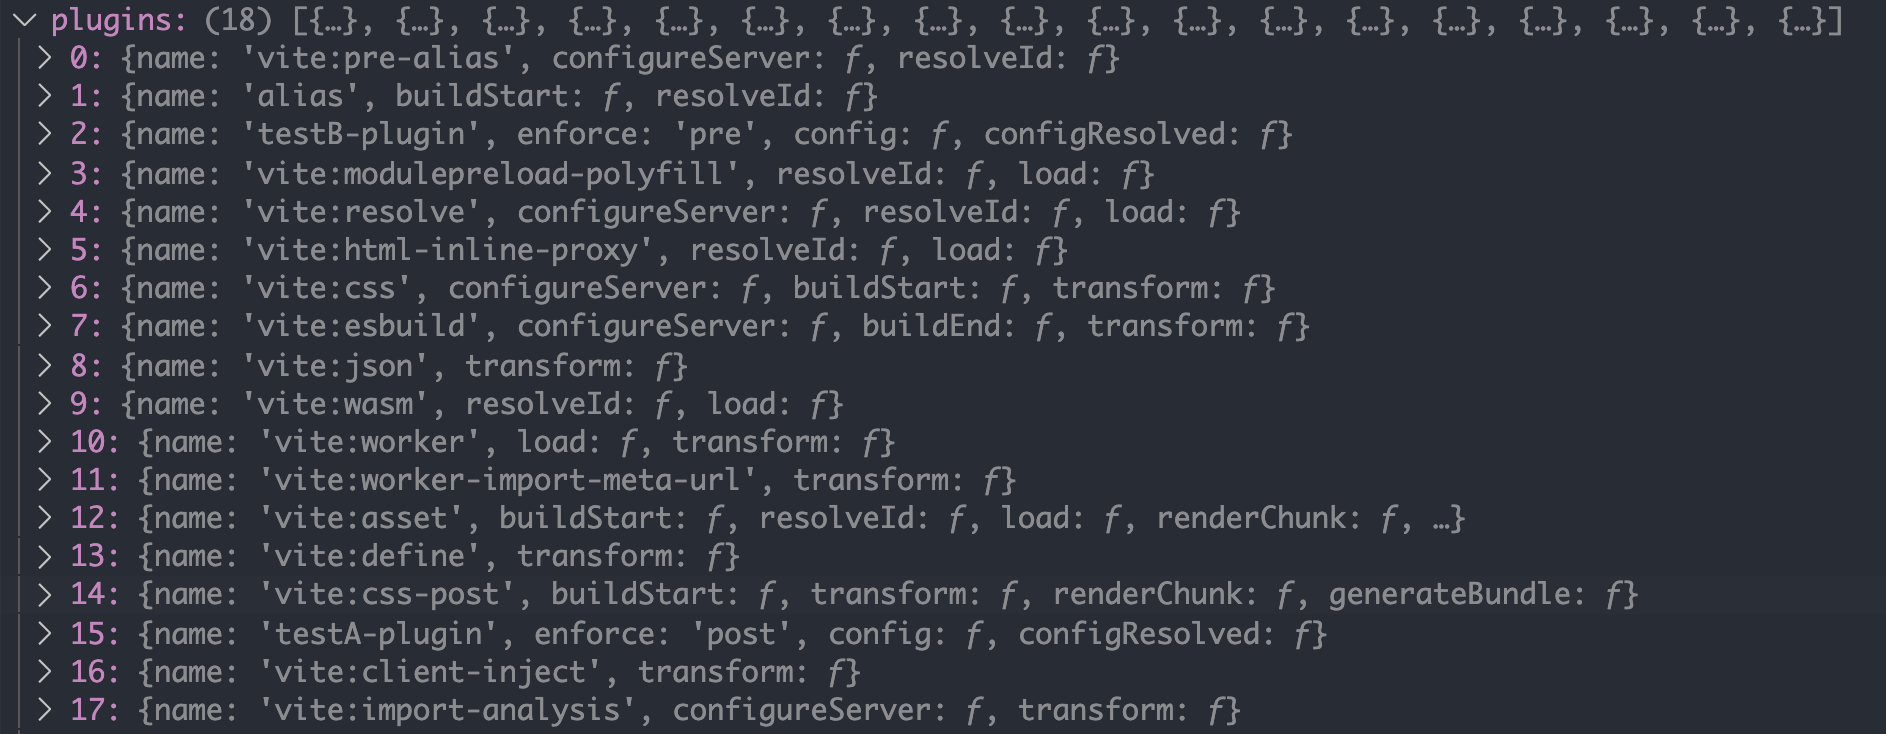 plugins: (18) [{…}, {…}, {…}, {…}, {…}, {…}, {…}, {…}, {…}, {…}, {…}, {…}, {…}, {…}, {…}, {…}, {…}, {…}]
0: {name: 'vite:pre-alias', configureServer: ƒ, resolveId: ƒ}
1: {name: 'alias', buildStart: ƒ, resolveId: ƒ}
2: {name: 'testB-plugin', enforce: 'pre', config: ƒ, configResolved: ƒ}
3: {name: 'vite:modulepreload-polyfill', resolveId: ƒ, load: ƒ}
4: {name: 'vite:resolve', configureServer: ƒ, resolveId: ƒ, load: ƒ}
5: {name: 'vite:html-inline-proxy', resolveId: ƒ, load: ƒ}
6: {name: 'vite:css', configureServer: ƒ, buildStart: ƒ, transform: ƒ}
7: {name: 'vite:esbuild', configureServer: ƒ, buildEnd: ƒ, transform: ƒ}
8: {name: 'vite:json', transform: ƒ}
9: {name: 'vite:wasm', resolveId: ƒ, load: ƒ}
10: {name: 'vite:worker', load: ƒ, transform: ƒ}
11: {name: 'vite:worker-import-meta-url', transform: ƒ}
12: {name: 'vite:asset', buildStart: ƒ, resolveId: ƒ, load: ƒ, renderChunk: ƒ, …}
13: {name: 'vite:define', transform: ƒ}
14: {name: 'vite:css-post', buildStart: ƒ, transform: ƒ, renderChunk: ƒ, generateBundle: ƒ}
15: {name: 'testA-plugin', enforce: 'post', config: ƒ, configResolved: ƒ}
16: {name: 'vite:client-inject', transform: ƒ}
17: {name: 'vite:import-analysis', configureServer: ƒ, transform: ƒ}